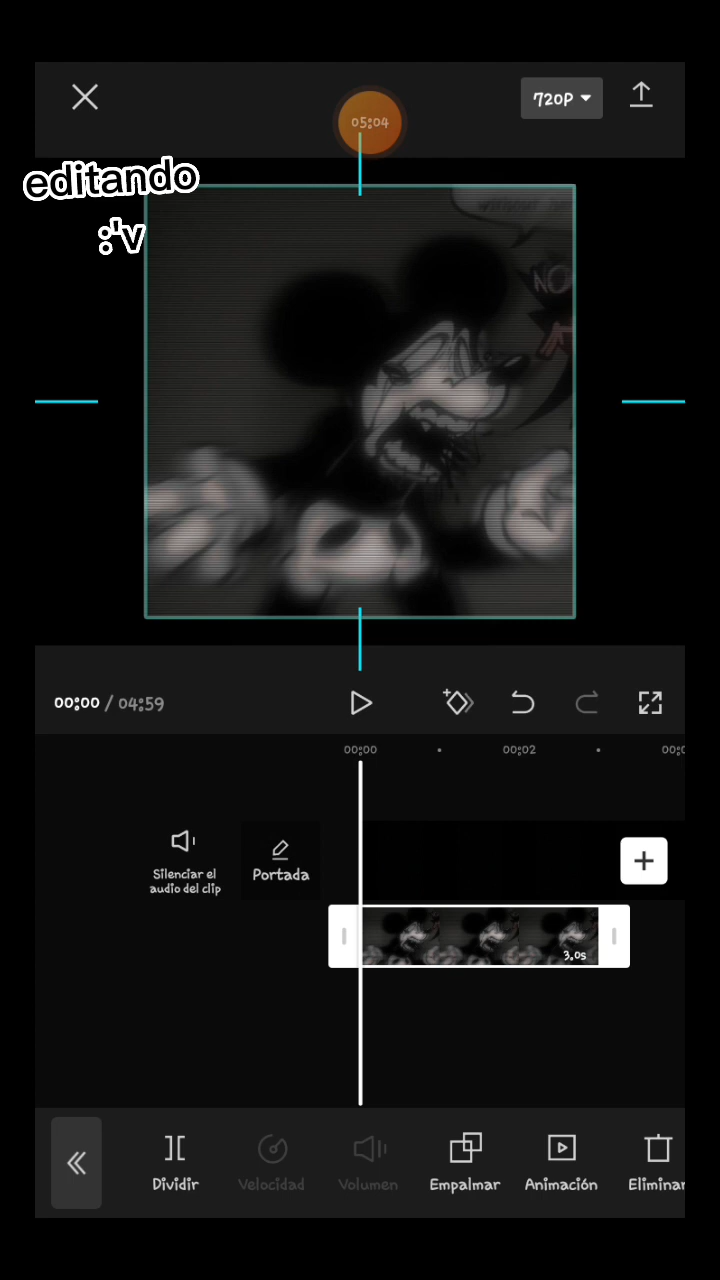 720P
05:04
editando
:'v
NO
00:00 / 04:59
00:00
00:02
Silenciar el
audio del clip
Portada
3.0s
Dividir
Velocidad
Volumen
Empalmar
Animación
Eliminar